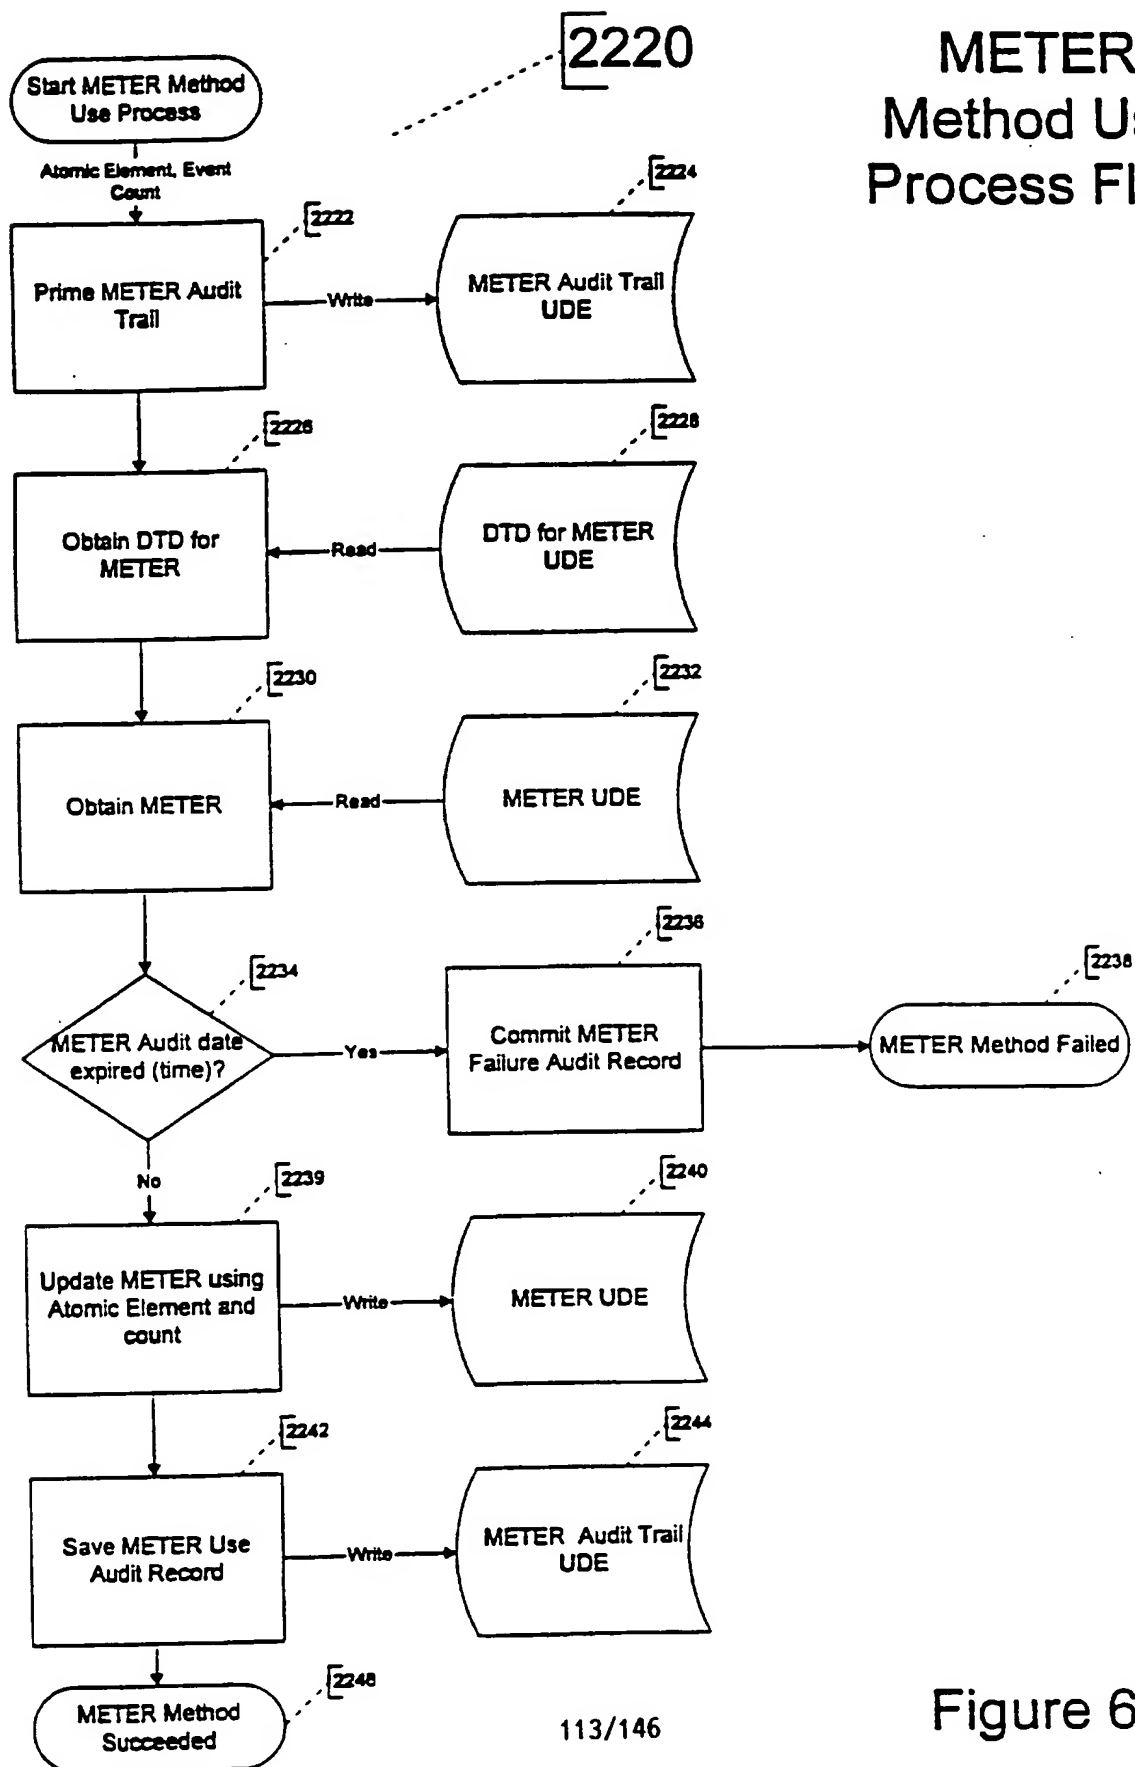 2220
METER
Method Us
Process Fl
Start METER Method
Use Process
Atomic Element, Event
Count
2222
2224
Prime METER Audit
Trail
Write
METER Audit Trail
UDE
2226
2228
Obtain DTD for
METER
Read
DTD for METER
UDE
2230
2232
Obtain METER
Read
METER UDE
2234
2236
2238
METER Audit date
expired (time)?
Yes
Commit METER
Failure Audit Record
METER Method Failed
No
2239
2240
Update METER using
Atomic Element and
count
Write
METER UDE
2242
2244
Save METER Use
Audit Record
Write
METER Audit Trail
UDE
2246
METER Method
Succeeded
113/146
Figure 6